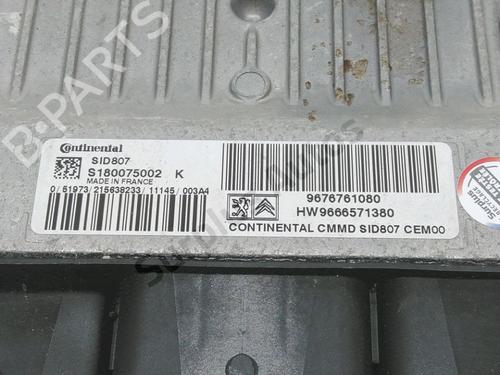 B-PARTS
Continental
SID807
S180075002 K
MADE IN FRANCE
0/51973/215638233/11145/003A4
9676761080
HW9666571380
CONTINENTAL CMMD SID807 CEM00